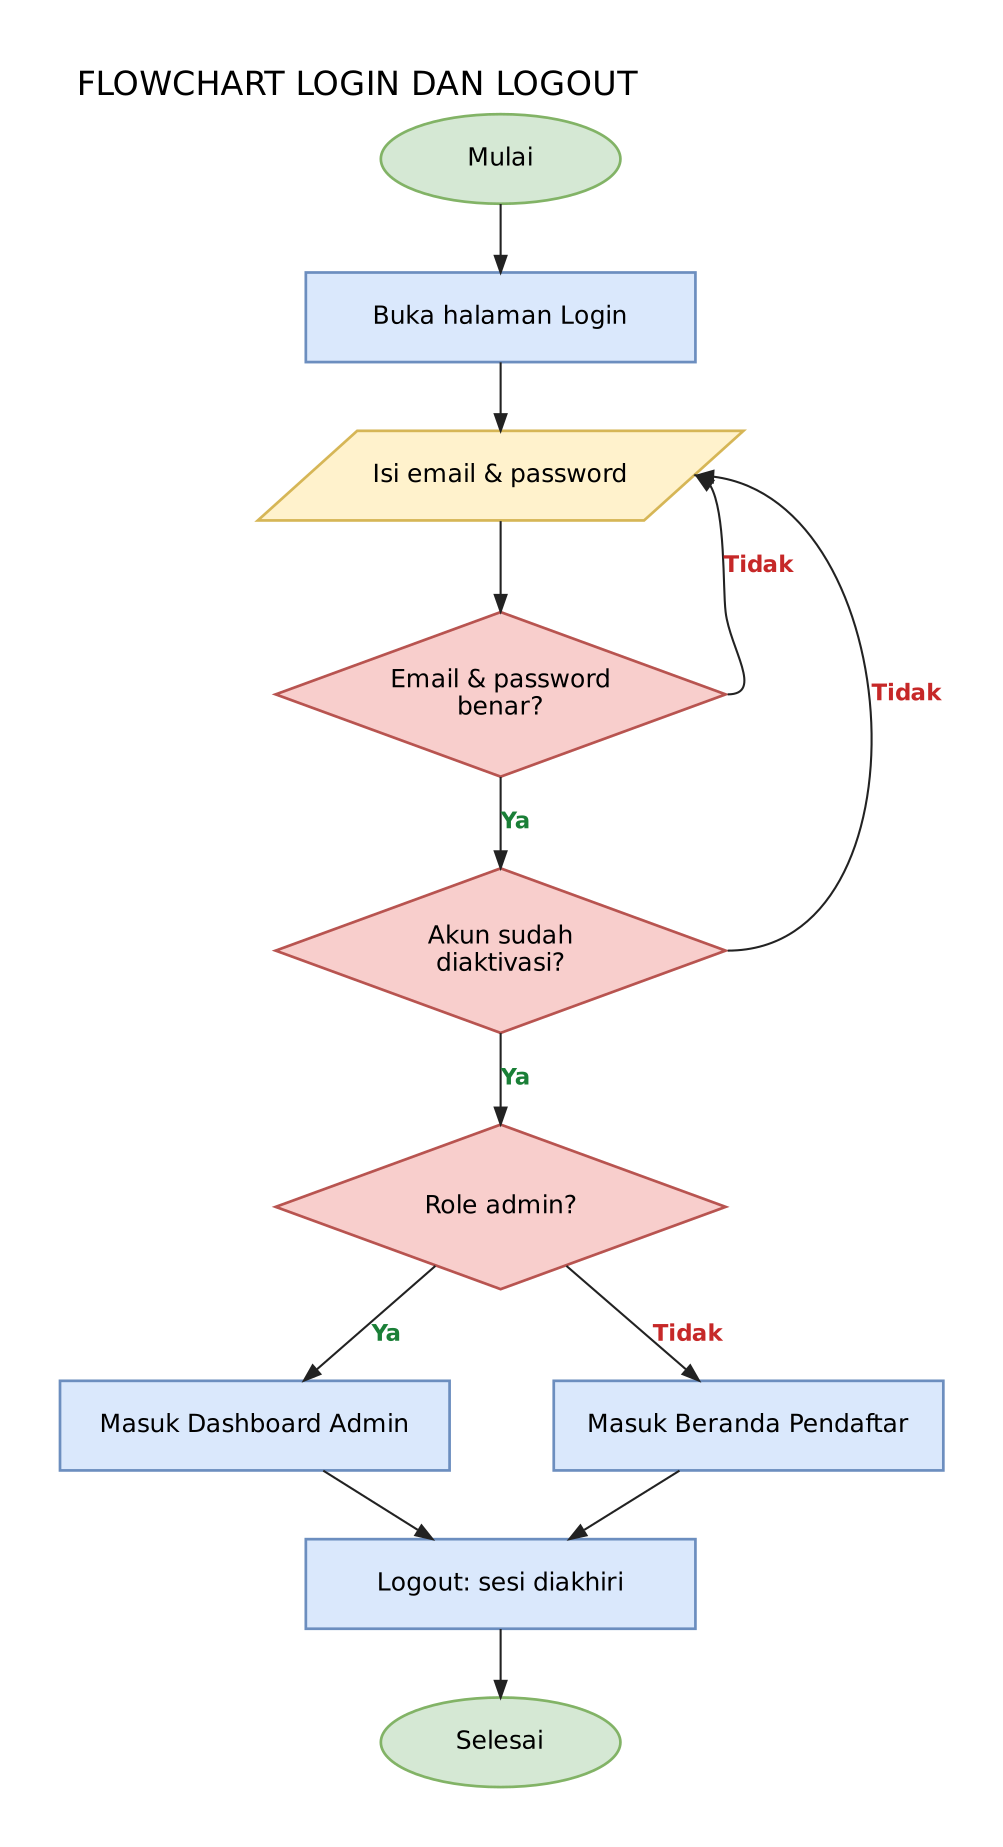 FLOWCHART LOGIN DAN LOGOUT
Mulai
Buka halaman Login
Isi email & password
Tidak
Email & password
benar?
Tidak
Ya
Akun sudah
diaktivasi?
Ya
Role admin?
Ya
Tidak
Masuk Dashboard Admin
Masuk Beranda Pendaftar
Logout: sesi diakhiri
Selesai